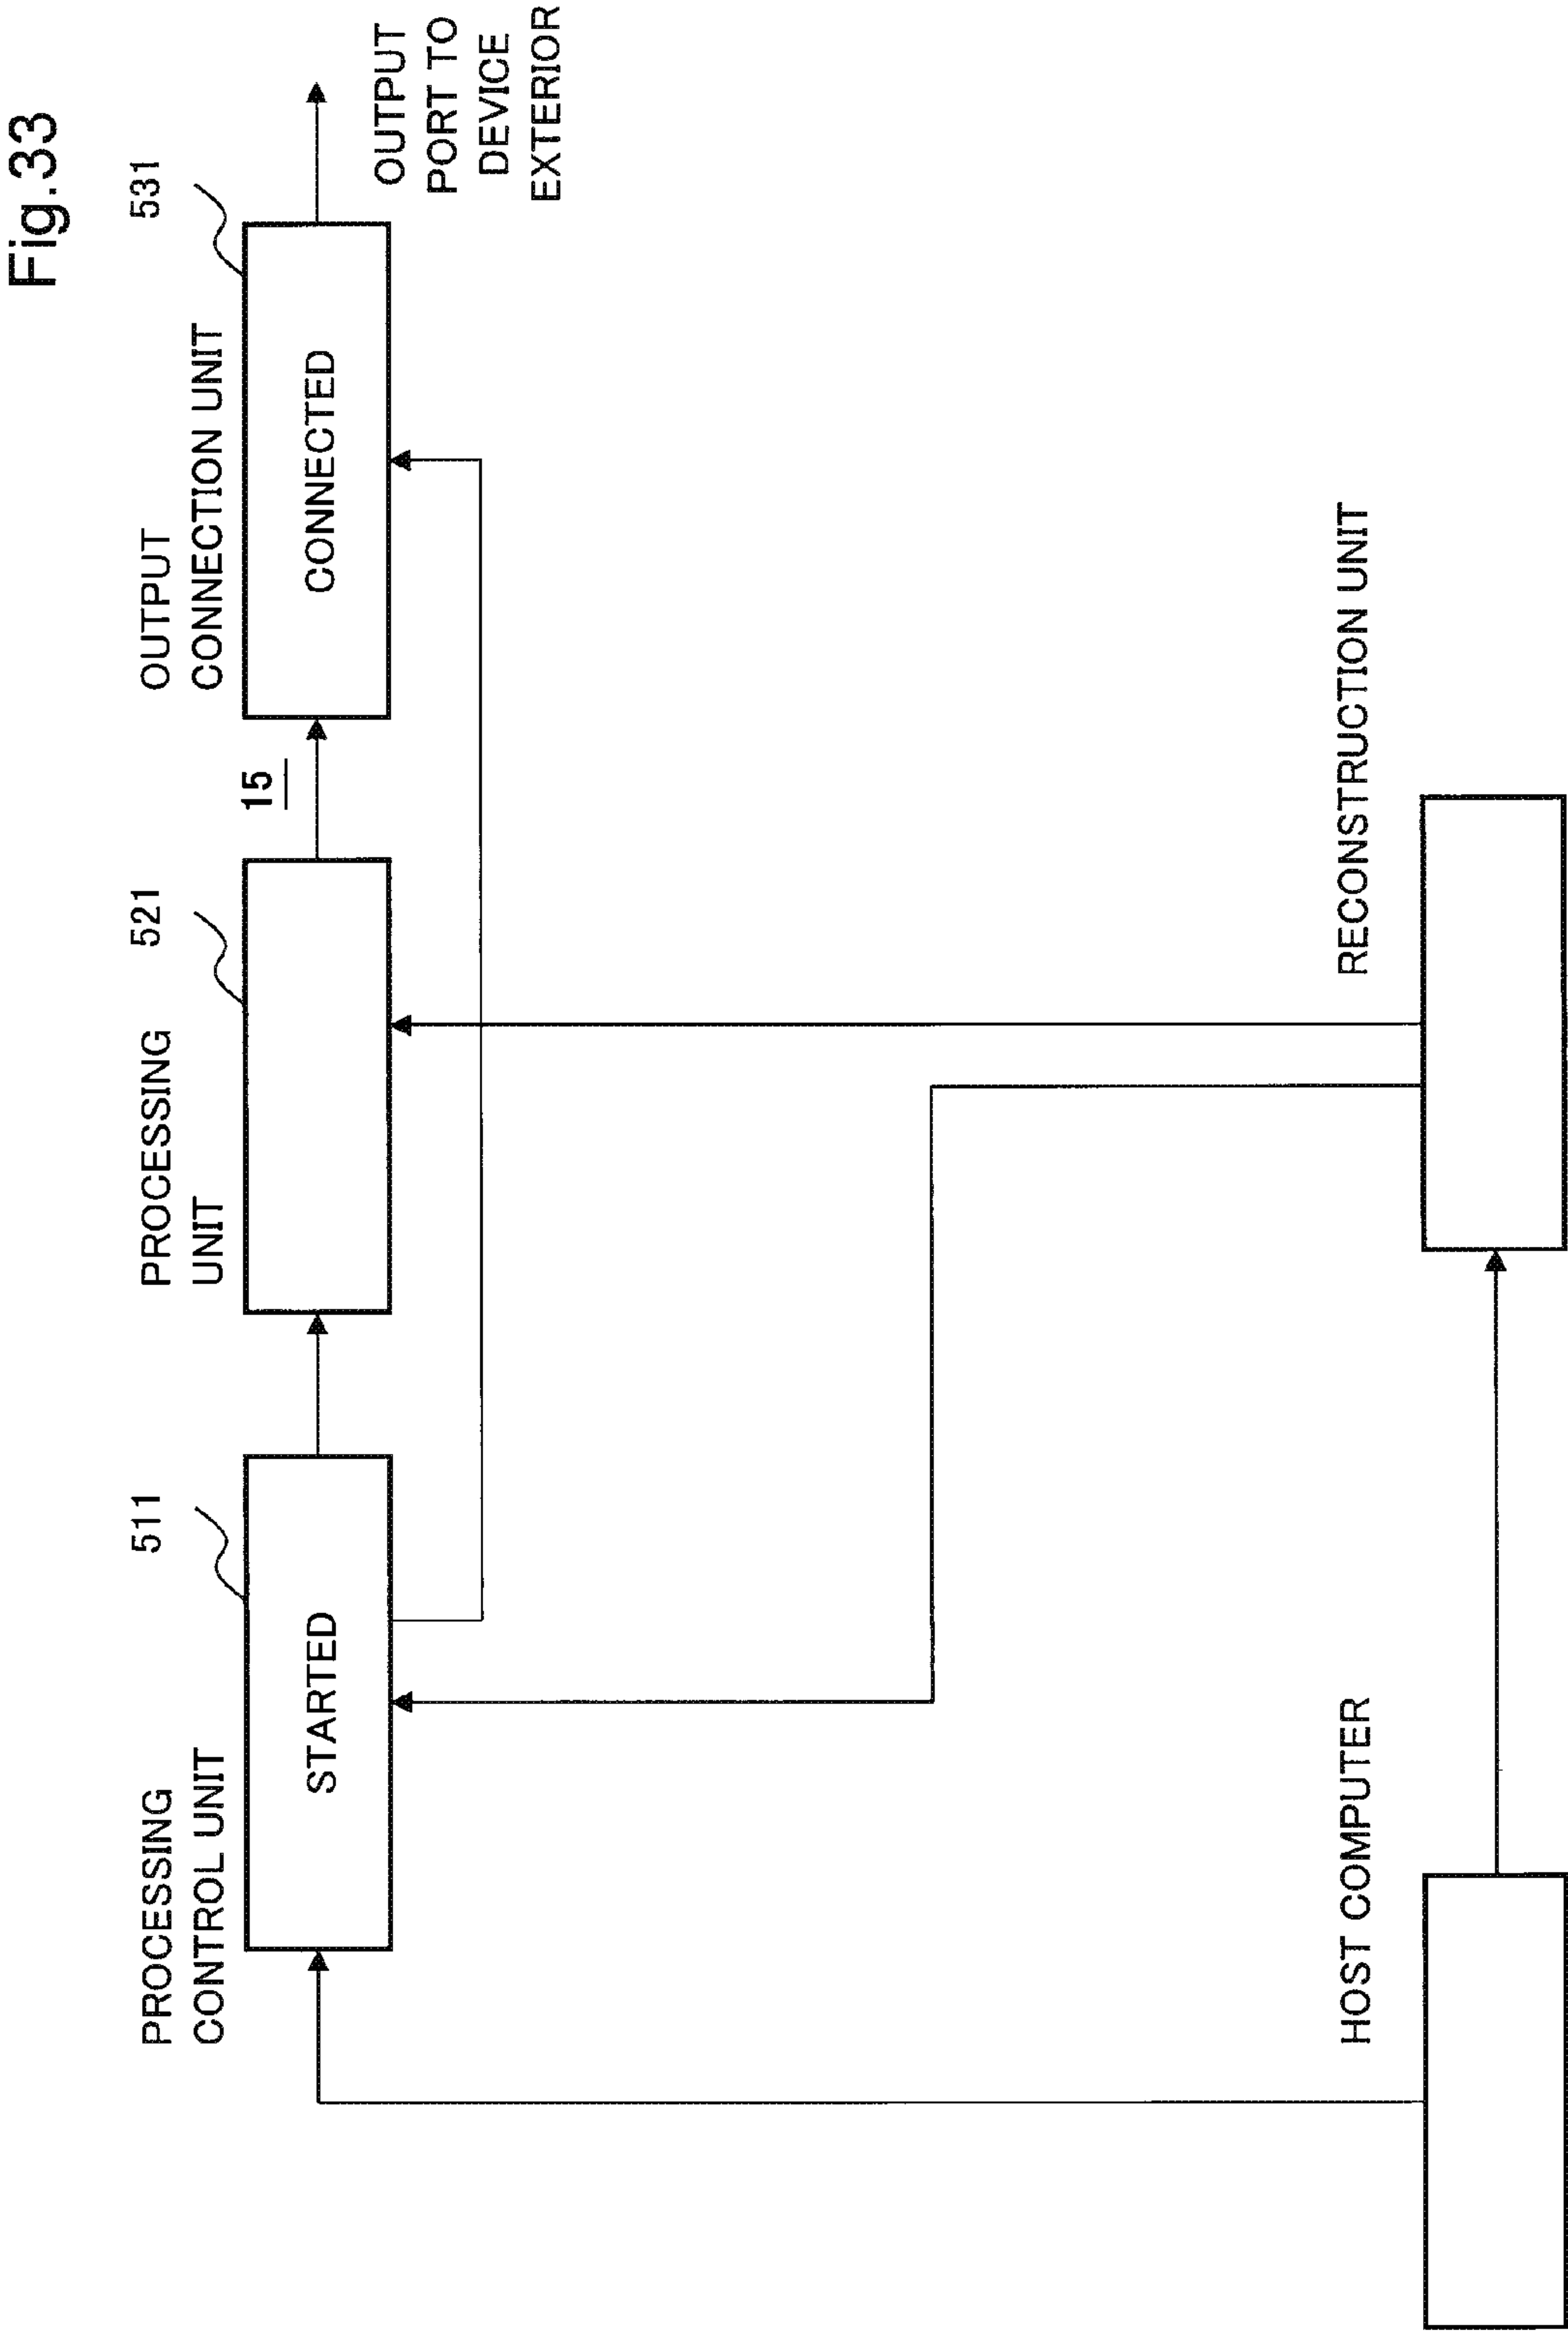 Fig.33
PROCESSING
CONTROL UNIT
511
STARTED
PROCESSING
UNIT
521
15
OUTPUT
CONNECTION UNIT
531
CONNECTED
OUTPUT
PORT TO
DEVICE
EXTERIOR
HOST COMPUTER
RECONSTRUCTION UNIT